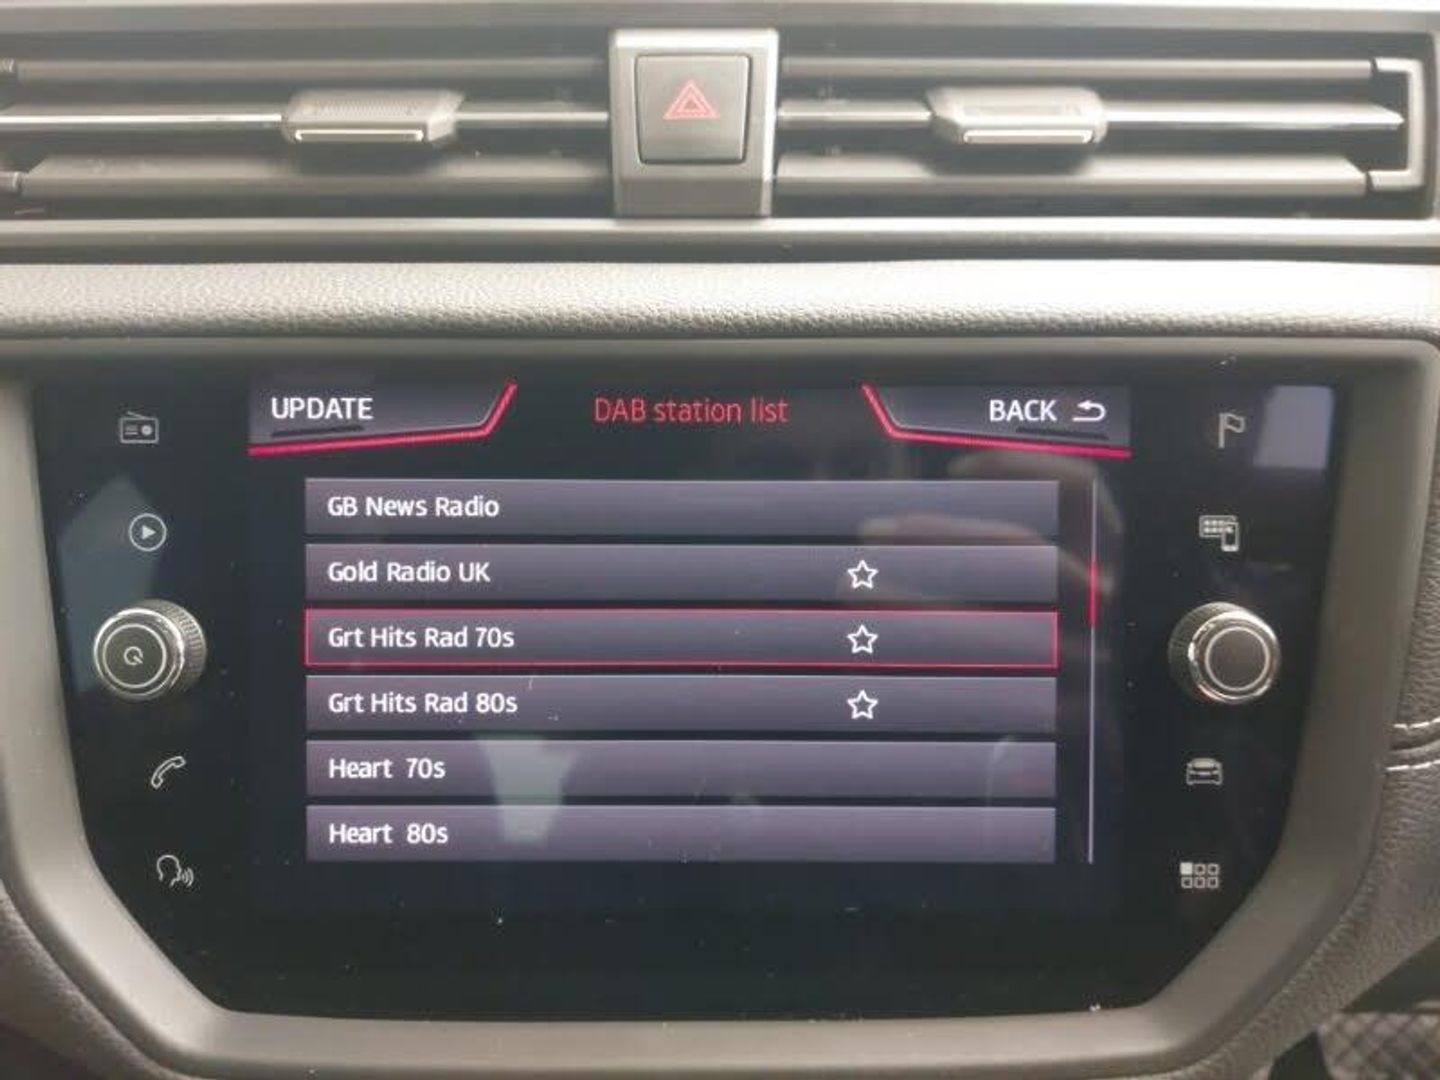 UPDATE
DAB station list
BACK
GB News Radio
Gold Radio UK
Grt Hits Rad 70s
Grt Hits Rad 80s
Heart 70s
Heart 80s